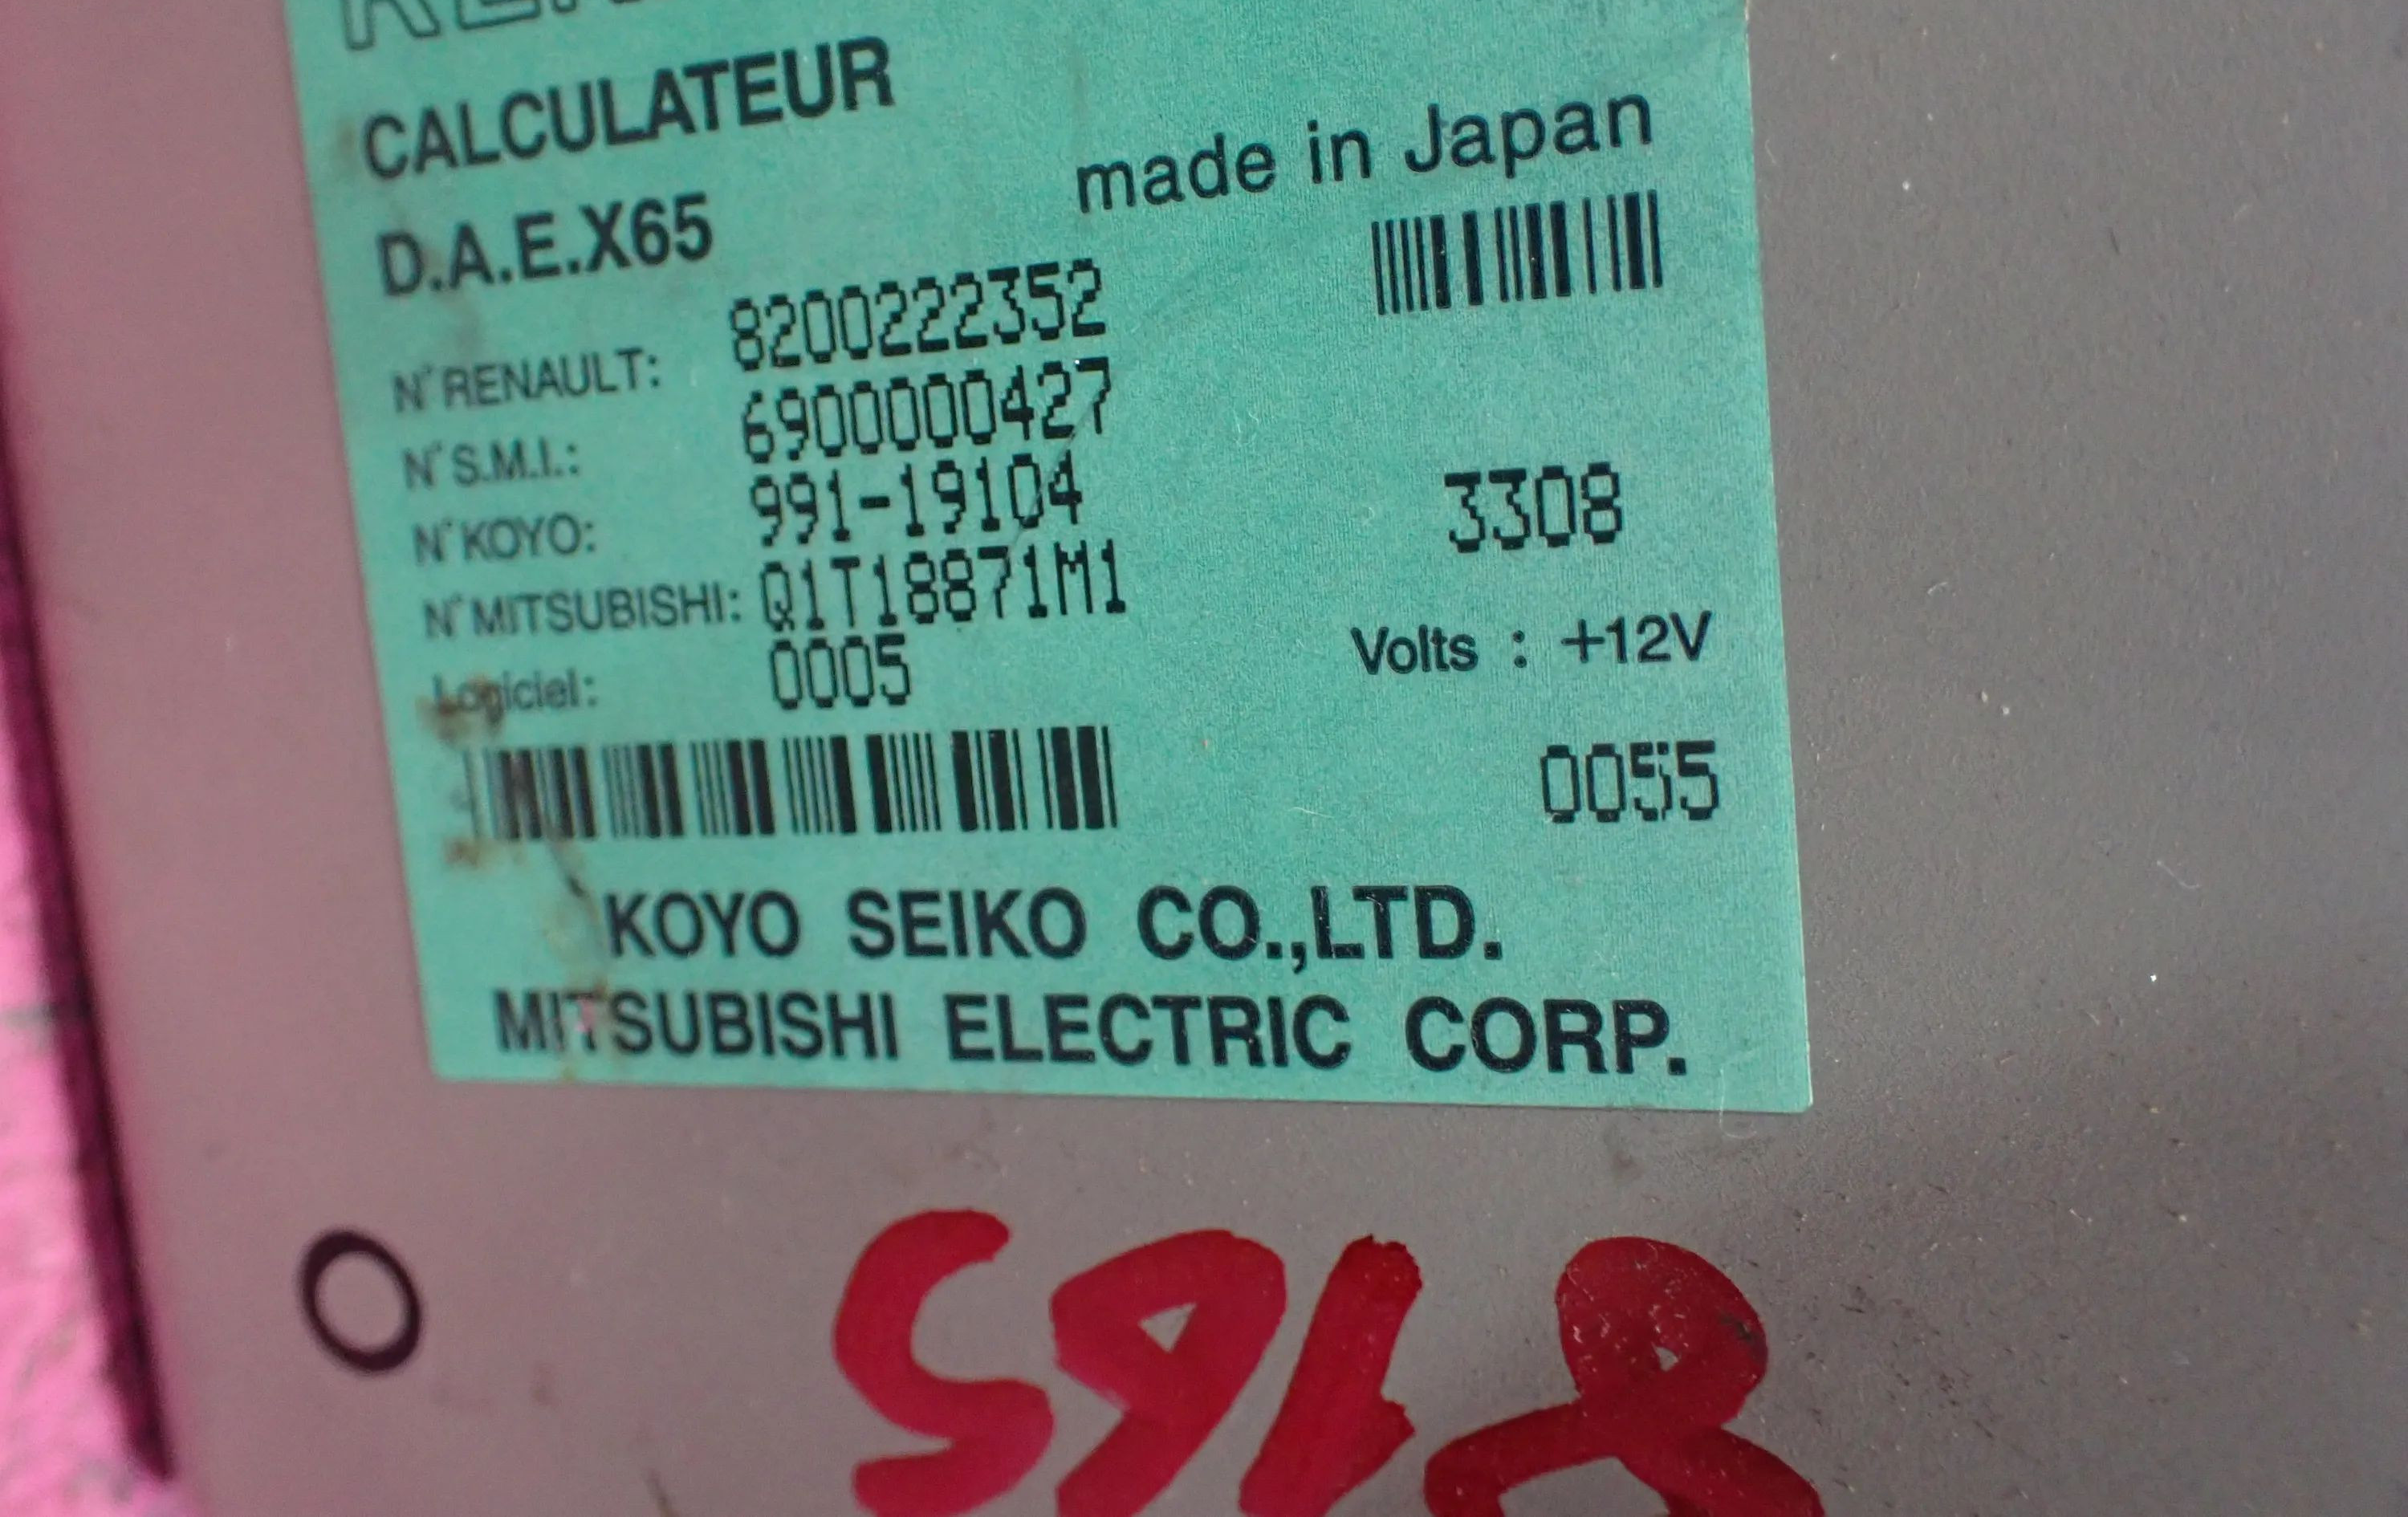 CALCULATEUR
D.A.E.X65
made in Japan
N° RENAULT: 8200222352
N° S.M.I.: 6900000427
N° KOYO: 991-19104
3308
N° MITSUBISHI: Q1T18871M1
Volts : +12V
Logiciel: 0005
0055
KOYO SEIKO CO.,LTD.
MITSUBISHI ELECTRIC CORP.